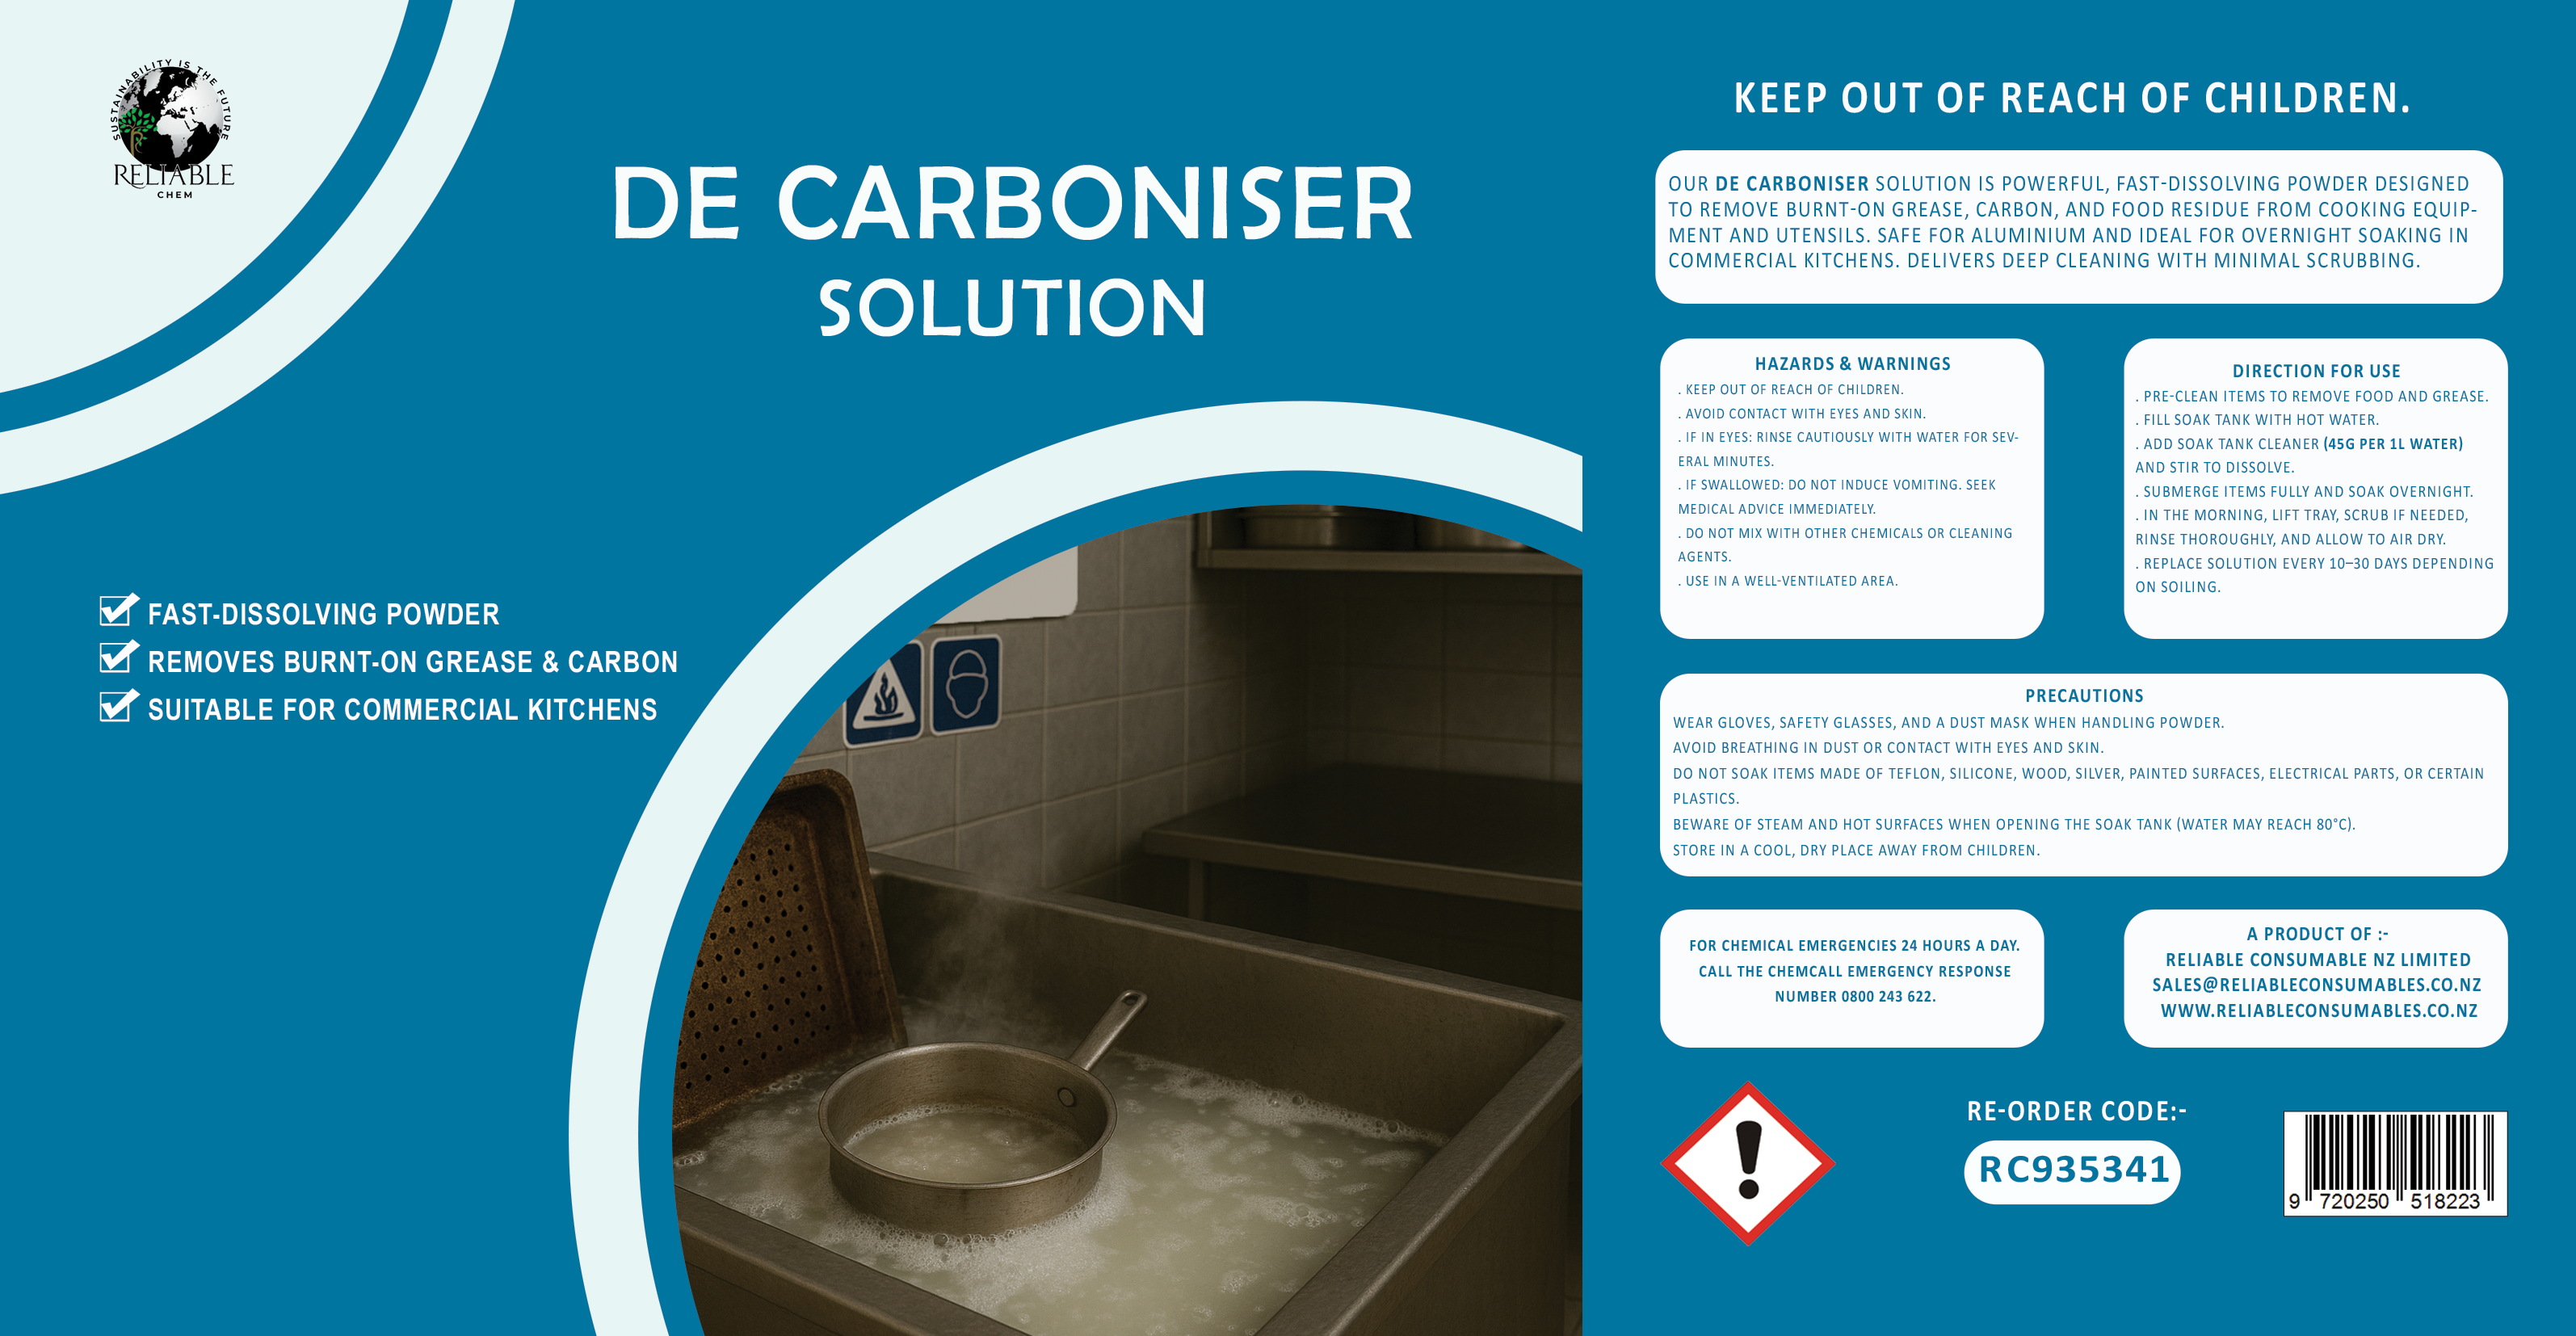 SUSTAINABILITY IS THE FUTURE
RELIABLE
CHEM
DE CARBONISER
SOLUTION
FAST-DISSOLVING POWDER
REMOVES BURNT-ON GREASE & CARBON
SUITABLE FOR COMMERCIAL KITCHENS
KEEP OUT OF REACH OF CHILDREN.
OUR DE CARBONISER SOLUTION IS POWERFUL, FAST-DISSOLVING POWDER DESIGNED
TO REMOVE BURNT-ON GREASE, CARBON, AND FOOD RESIDUE FROM COOKING EQUIP-
MENT AND UTENSILS. SAFE FOR ALUMINIUM AND IDEAL FOR OVERNIGHT SOAKING IN
COMMERCIAL KITCHENS. DELIVERS DEEP CLEANING WITH MINIMAL SCRUBBING.
HAZARDS & WARNINGS
. KEEP OUT OF REACH OF CHILDREN.
. AVOID CONTACT WITH EYES AND SKIN.
. IF IN EYES: RINSE CAUTIOUSLY WITH WATER FOR SEV-
ERAL MINUTES.
. IF SWALLOWED: DO NOT INDUCE VOMITING. SEEK
MEDICAL ADVICE IMMEDIATELY.
. DO NOT MIX WITH OTHER CHEMICALS OR CLEANING
AGENTS.
. USE IN A WELL-VENTILATED AREA.
DIRECTION FOR USE
. PRE-CLEAN ITEMS TO REMOVE FOOD AND GREASE.
. FILL SOAK TANK WITH HOT WATER.
. ADD SOAK TANK CLEANER (45G PER 1L WATER)
AND STIR TO DISSOLVE.
. SUBMERGE ITEMS FULLY AND SOAK OVERNIGHT.
. IN THE MORNING, LIFT TRAY, SCRUB IF NEEDED,
RINSE THOROUGHLY, AND ALLOW TO AIR DRY.
. REPLACE SOLUTION EVERY 10–30 DAYS DEPENDING
ON SOILING.
PRECAUTIONS
WEAR GLOVES, SAFETY GLASSES, AND A DUST MASK WHEN HANDLING POWDER.
AVOID BREATHING IN DUST OR CONTACT WITH EYES AND SKIN.
DO NOT SOAK ITEMS MADE OF TEFLON, SILICONE, WOOD, SILVER, PAINTED SURFACES, ELECTRICAL PARTS, OR CERTAIN
PLASTICS.
BEWARE OF STEAM AND HOT SURFACES WHEN OPENING THE SOAK TANK (WATER MAY REACH 80°C).
STORE IN A COOL, DRY PLACE AWAY FROM CHILDREN.
FOR CHEMICAL EMERGENCIES 24 HOURS A DAY.
CALL THE CHEMCALL EMERGENCY RESPONSE
NUMBER 0800 243 622.
A PRODUCT OF :-
RELIABLE CONSUMABLE NZ LIMITED
SALES@RELIABLECONSUMABLES.CO.NZ
WWW.RELIABLECONSUMABLES.CO.NZ
RE-ORDER CODE:-
RC935341
9 720250 518223